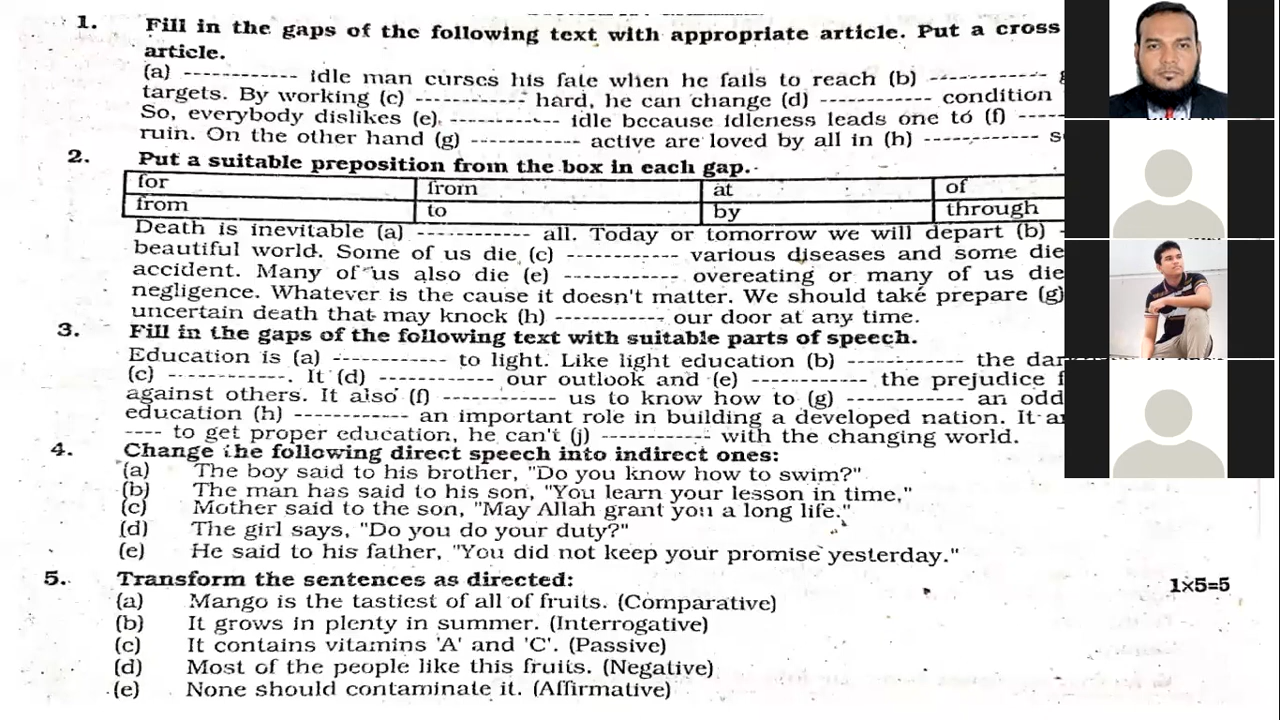 1. Fill in the gaps of the following text with appropriate article. Put a cross
article.
(a) ------------ idle man curses his fate when he fails to reach (b) -----------
targets. By working (c) ------------ hard, he can change (d) ------------ condition
So, everybody dislikes (e) ------------ idle because idleness leads one to (f) ------
ruin. On the other hand (g) ------------ active are loved by all in (h) ------------
2. Put a suitable preposition from the box in each gap.
for from at of
from to by through
Death is inevitable (a) ------------ all. Today or tomorrow we will depart (b) -
beautiful world. Some of us die (c) ------------ various diseases and some die
accident. Many of us also die (e) ------------ overeating or many of us die
negligence. Whatever is the cause it doesn't matter. We should take prepare (g)
uncertain death that may knock (h) ------------ our door at any time.
3. Fill in the gaps of the following text with suitable parts of speech.
Education is (a) ------------ to light. Like light education (b) ------------ the
(c) ------------. It (d) ------------ our outlook and (e) ------------ the prejudice
against others. It also (f) ------------ us to know how to (g) ------------ an odd
education (h) ------------ an important role in building a developed nation. It
---- to get proper education, he can't (j) ------------ with the changing world.
4. Change the following direct speech into indirect ones:
(a) The boy said to his brother, "Do you know how to swim?"
(b) The man has said to his son, "You learn your lesson in time,"
(c) Mother said to the son, "May Allah grant you a long life."
(d) The girl says, "Do you do your duty?"
(e) He said to his father, "You did not keep your promise yesterday."
5. Transform the sentences as directed: 1×5=5
(a) Mango is the tastiest of all of fruits. (Comparative)
(b) It grows in plenty in summer. (Interrogative)
(c) It contains vitamins 'A' and 'C'. (Passive)
(d) Most of the people like this fruits. (Negative)
(e) None should contaminate it. (Affirmative)